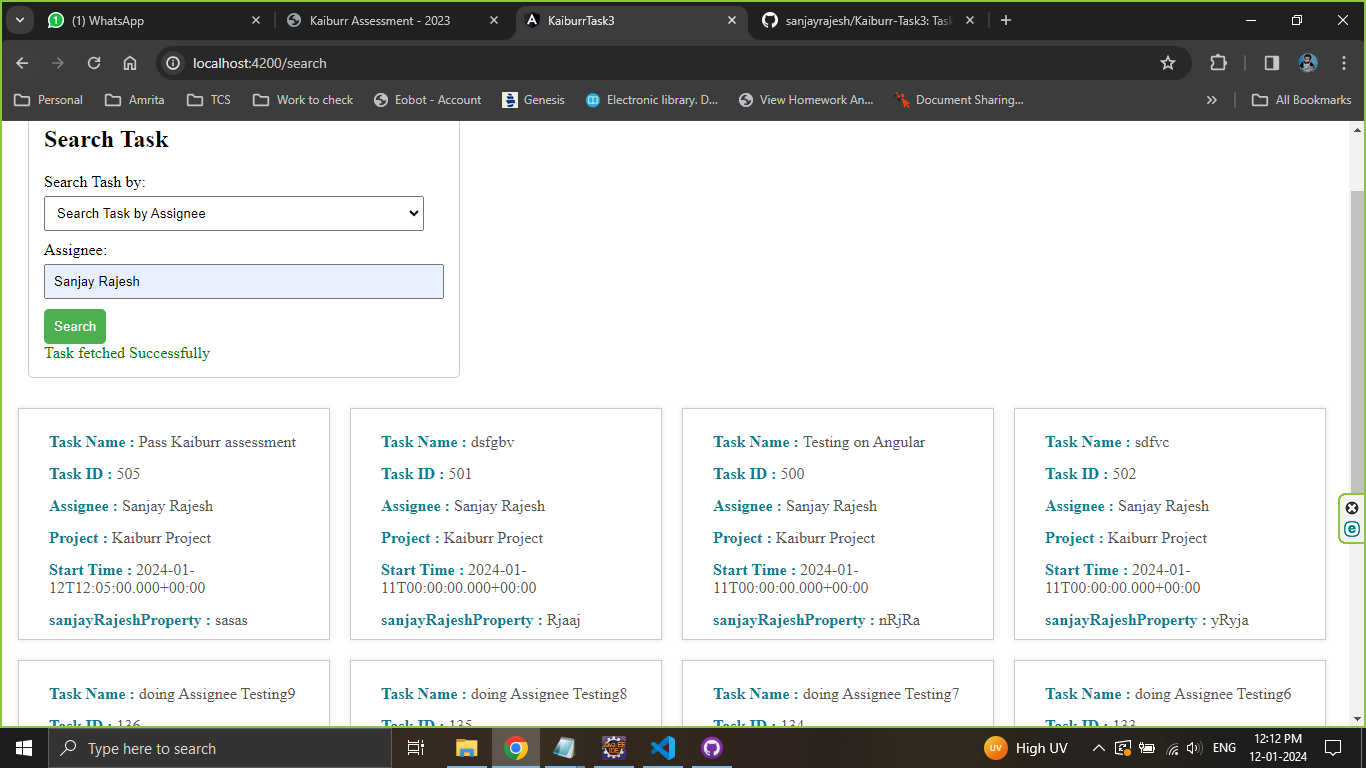 (1) WhatsApp
Kaiburr Assessment - 2023
KaiburrTask3
sanjayrajesh/Kaiburr-Task3: Task
localhost:4200/search
Personal
Amrita
TCS
Work to check
Eobot - Account
Genesis
Electronic library. D...
View Homework An...
Document Sharing...
»
All Bookmarks
Search Task
Search Tash by:
Search Task by Assignee
Assignee:
Sanjay Rajesh
Search
Task fetched Successfully
Task Name : Pass Kaiburr assessment
Task ID : 505
Assignee : Sanjay Rajesh
Project : Kaiburr Project
Start Time : 2024-01-
12T12:05:00.000+00:00
sanjayRajeshProperty : sasas
Task Name : dsfgbv
Task ID : 501
Assignee : Sanjay Rajesh
Project : Kaiburr Project
Start Time : 2024-01-
11T00:00:00.000+00:00
sanjayRajeshProperty : Rjaaj
Task Name : Testing on Angular
Task ID : 500
Assignee : Sanjay Rajesh
Project : Kaiburr Project
Start Time : 2024-01-
11T00:00:00.000+00:00
sanjayRajeshProperty : nRjRa
Task Name : sdfvc
Task ID : 502
Assignee : Sanjay Rajesh
Project : Kaiburr Project
Start Time : 2024-01-
11T00:00:00.000+00:00
sanjayRajeshProperty : yRyja
Task Name : doing Assignee Testing9
Task ID : 136
Task Name : doing Assignee Testing8
Task ID : 135
Task Name : doing Assignee Testing7
Task ID : 134
Task Name : doing Assignee Testing6
Task ID : 133
Type here to search
UV
High UV
ENG
12:12 PM
12-01-2024